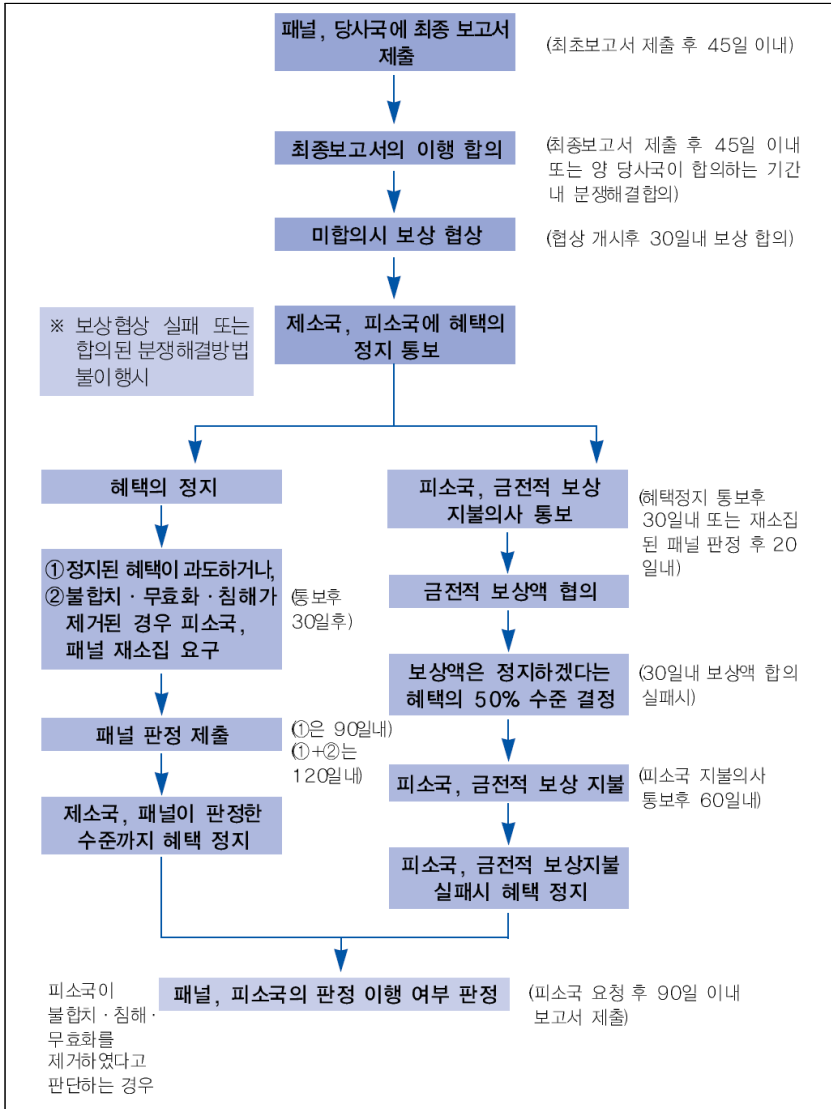 패널, 당사국에 최종 보고서
제출
(최초보고서 제출 후 45일 이내)
최종보고서의 이행 합의
(최종보고서 제출 후 45일 이내
또는 양 당사국이 합의하는 기간
내 분쟁해결합의)
미합의시 보상 협상
(협상 개시후 30일내 보상 합의)
※ 보상협상 실패 또는
합의된 분쟁해결방법
불이행시
제소국, 피소국에 혜택의
정지 통보
혜택의 정지
①정지된 혜택이 과도하거나,
②불합치·무효화·침해가
제거된 경우 피소국,
패널 재소집 요구
(통보후
30일후)
패널 판정 제출
(①은 90일내)
(①+②는
120일내)
제소국, 패널이 판정한
수준까지 혜택 정지
피소국, 금전적 보상
지불의사 통보
(혜택정지 통보후
30일내 또는 재소집
된 패널 판정 후 20
일내)
금전적 보상액 협의
보상액은 정지하겠다는
혜택의 50% 수준 결정
(30일내 보상액 합의
실패시)
피소국, 금전적 보상 지불
(피소국 지불의사
통보후 60일내)
피소국, 금전적 보상지불
실패시 혜택 정지
피소국이
불합치·침해·
무효화를
제거하였다고
판단하는 경우
패널, 피소국의 판정 이행 여부 판정
(피소국 요청 후 90일 이내
보고서 제출)